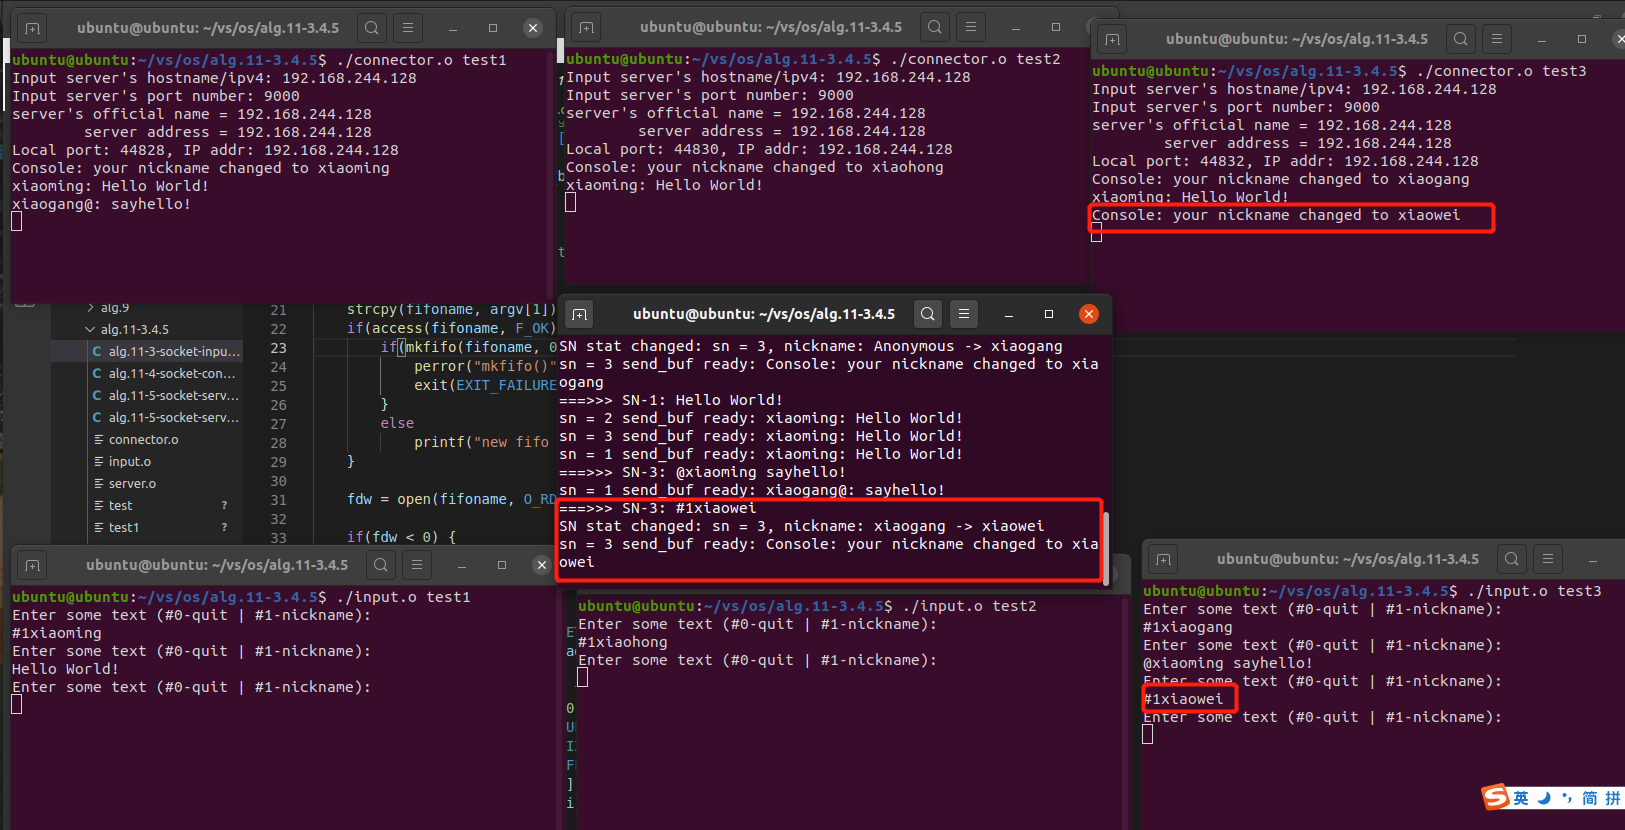 ubuntu@ubuntu: ~/vs/os/alg.11-3.4.5
ubuntu@ubuntu:~/vs/os/alg.11-3.4.5$ ./connector.o test1
Input server's hostname/ipv4: 192.168.244.128
Input server's port number: 9000
server's official name = 192.168.244.128
server address = 192.168.244.128
Local port: 44828, IP addr: 192.168.244.128
Console: your nickname changed to xiaoming
xiaoming: Hello World!
xiaogang@: sayhello!
ubuntu@ubuntu: ~/vs/os/alg.11-3.4.5
ubuntu@ubuntu:~/vs/os/alg.11-3.4.5$ ./connector.o test2
Input server's hostname/ipv4: 192.168.244.128
Input server's port number: 9000
server's official name = 192.168.244.128
server address = 192.168.244.128
Local port: 44830, IP addr: 192.168.244.128
Console: your nickname changed to xiaohong
xiaoming: Hello World!
ubuntu@ubuntu: ~/vs/os/alg.11-3.4.5
ubuntu@ubuntu:~/vs/os/alg.11-3.4.5$ ./connector.o test3
Input server's hostname/ipv4: 192.168.244.128
Input server's port number: 9000
server's official name = 192.168.244.128
server address = 192.168.244.128
Local port: 44832, IP addr: 192.168.244.128
Console: your nickname changed to xiaogang
xiaoming: Hello World!
Console: your nickname changed to xiaowei
alg.9
alg.11-3.4.5
C alg.11-3-socket-inpu...
C alg.11-4-socket-con...
C alg.11-5-socket-serv...
C alg.11-5-socket-serv...
connector.o
input.o
server.o
test ?
test1 ?
21 strcpy(fifoname, argv[1])
22 if(access(fifoname, F_OK)
23 if(mkfifo(fifoname, 0
24 perror("mkfifo()"
25 exit(EXIT_FAILURE
26 }
27 else
28 printf("new fifo
29 }
30
31 fdw = open(fifoname, O_RD
32
33 if(fdw < 0) {
ubuntu@ubuntu: ~/vs/os/alg.11-3.4.5
SN stat changed: sn = 3, nickname: Anonymous -> xiaogang
sn = 3 send_buf ready: Console: your nickname changed to xia
ogang
===>>> SN-1: Hello World!
sn = 2 send_buf ready: xiaoming: Hello World!
sn = 3 send_buf ready: xiaoming: Hello World!
sn = 1 send_buf ready: xiaoming: Hello World!
===>>> SN-3: @xiaoming sayhello!
sn = 1 send_buf ready: xiaogang@: sayhello!
===>>> SN-3: #1xiaowei
SN stat changed: sn = 3, nickname: xiaogang -> xiaowei
sn = 3 send_buf ready: Console: your nickname changed to xia
owei
ubuntu@ubuntu: ~/vs/os/alg.11-3.4.5
ubuntu@ubuntu:~/vs/os/alg.11-3.4.5$ ./input.o test1
Enter some text (#0-quit | #1-nickname):
#1xiaoming
Enter some text (#0-quit | #1-nickname):
Hello World!
Enter some text (#0-quit | #1-nickname):
ubuntu@ubuntu:~/vs/os/alg.11-3.4.5$ ./input.o test2
Enter some text (#0-quit | #1-nickname):
#1xiaohong
Enter some text (#0-quit | #1-nickname):
ubuntu@ubuntu: ~/vs/os/alg.11-3.4.5
ubuntu@ubuntu:~/vs/os/alg.11-3.4.5$ ./input.o test3
Enter some text (#0-quit | #1-nickname):
#1xiaogang
Enter some text (#0-quit | #1-nickname):
@xiaoming sayhello!
Enter some text (#0-quit | #1-nickname):
#1xiaowei
Enter some text (#0-quit | #1-nickname):
S 英 简 拼